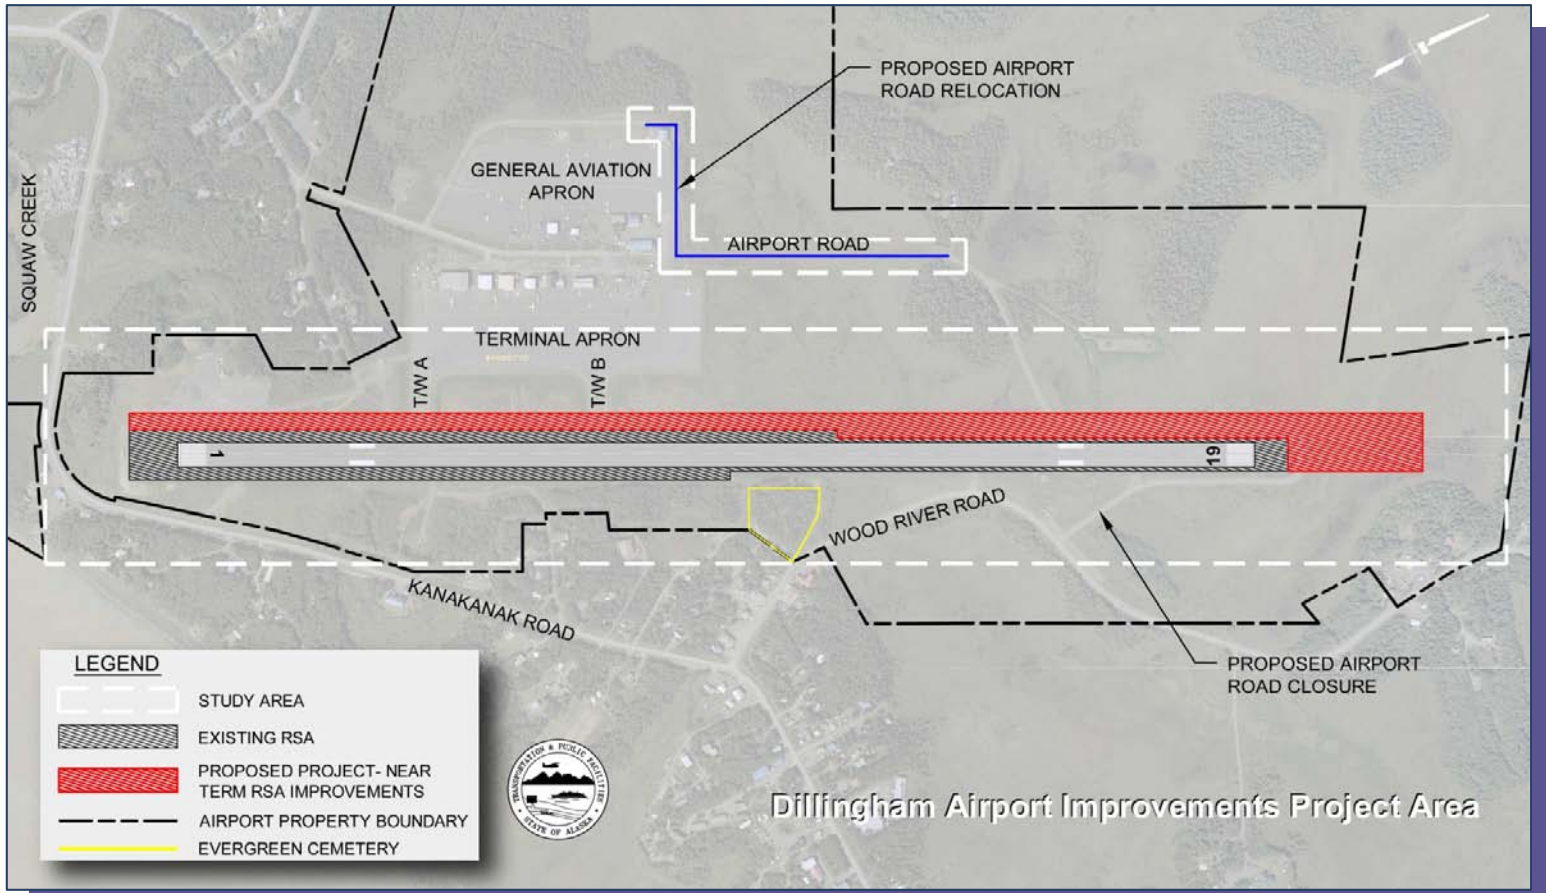 PROPOSED AIRPORT
ROAD RELOCATION
GENERAL AVIATION
APRON
SQUAW CREEK
AIRPORT ROAD
TERMINAL APRON
T/W A
T/W B
1
19
WOOD RIVER ROAD
KANAKANAK ROAD
PROPOSED AIRPORT
ROAD CLOSURE
LEGEND
STUDY AREA
EXISTING RSA
PROPOSED PROJECT- NEAR
TERM RSA IMPROVEMENTS
AIRPORT PROPERTY BOUNDARY
EVERGREEN CEMETERY
TRANSPORTATION & PUBLIC FACILITIES
STATE OF ALASKA
Dillingham Airport Improvements Project Area